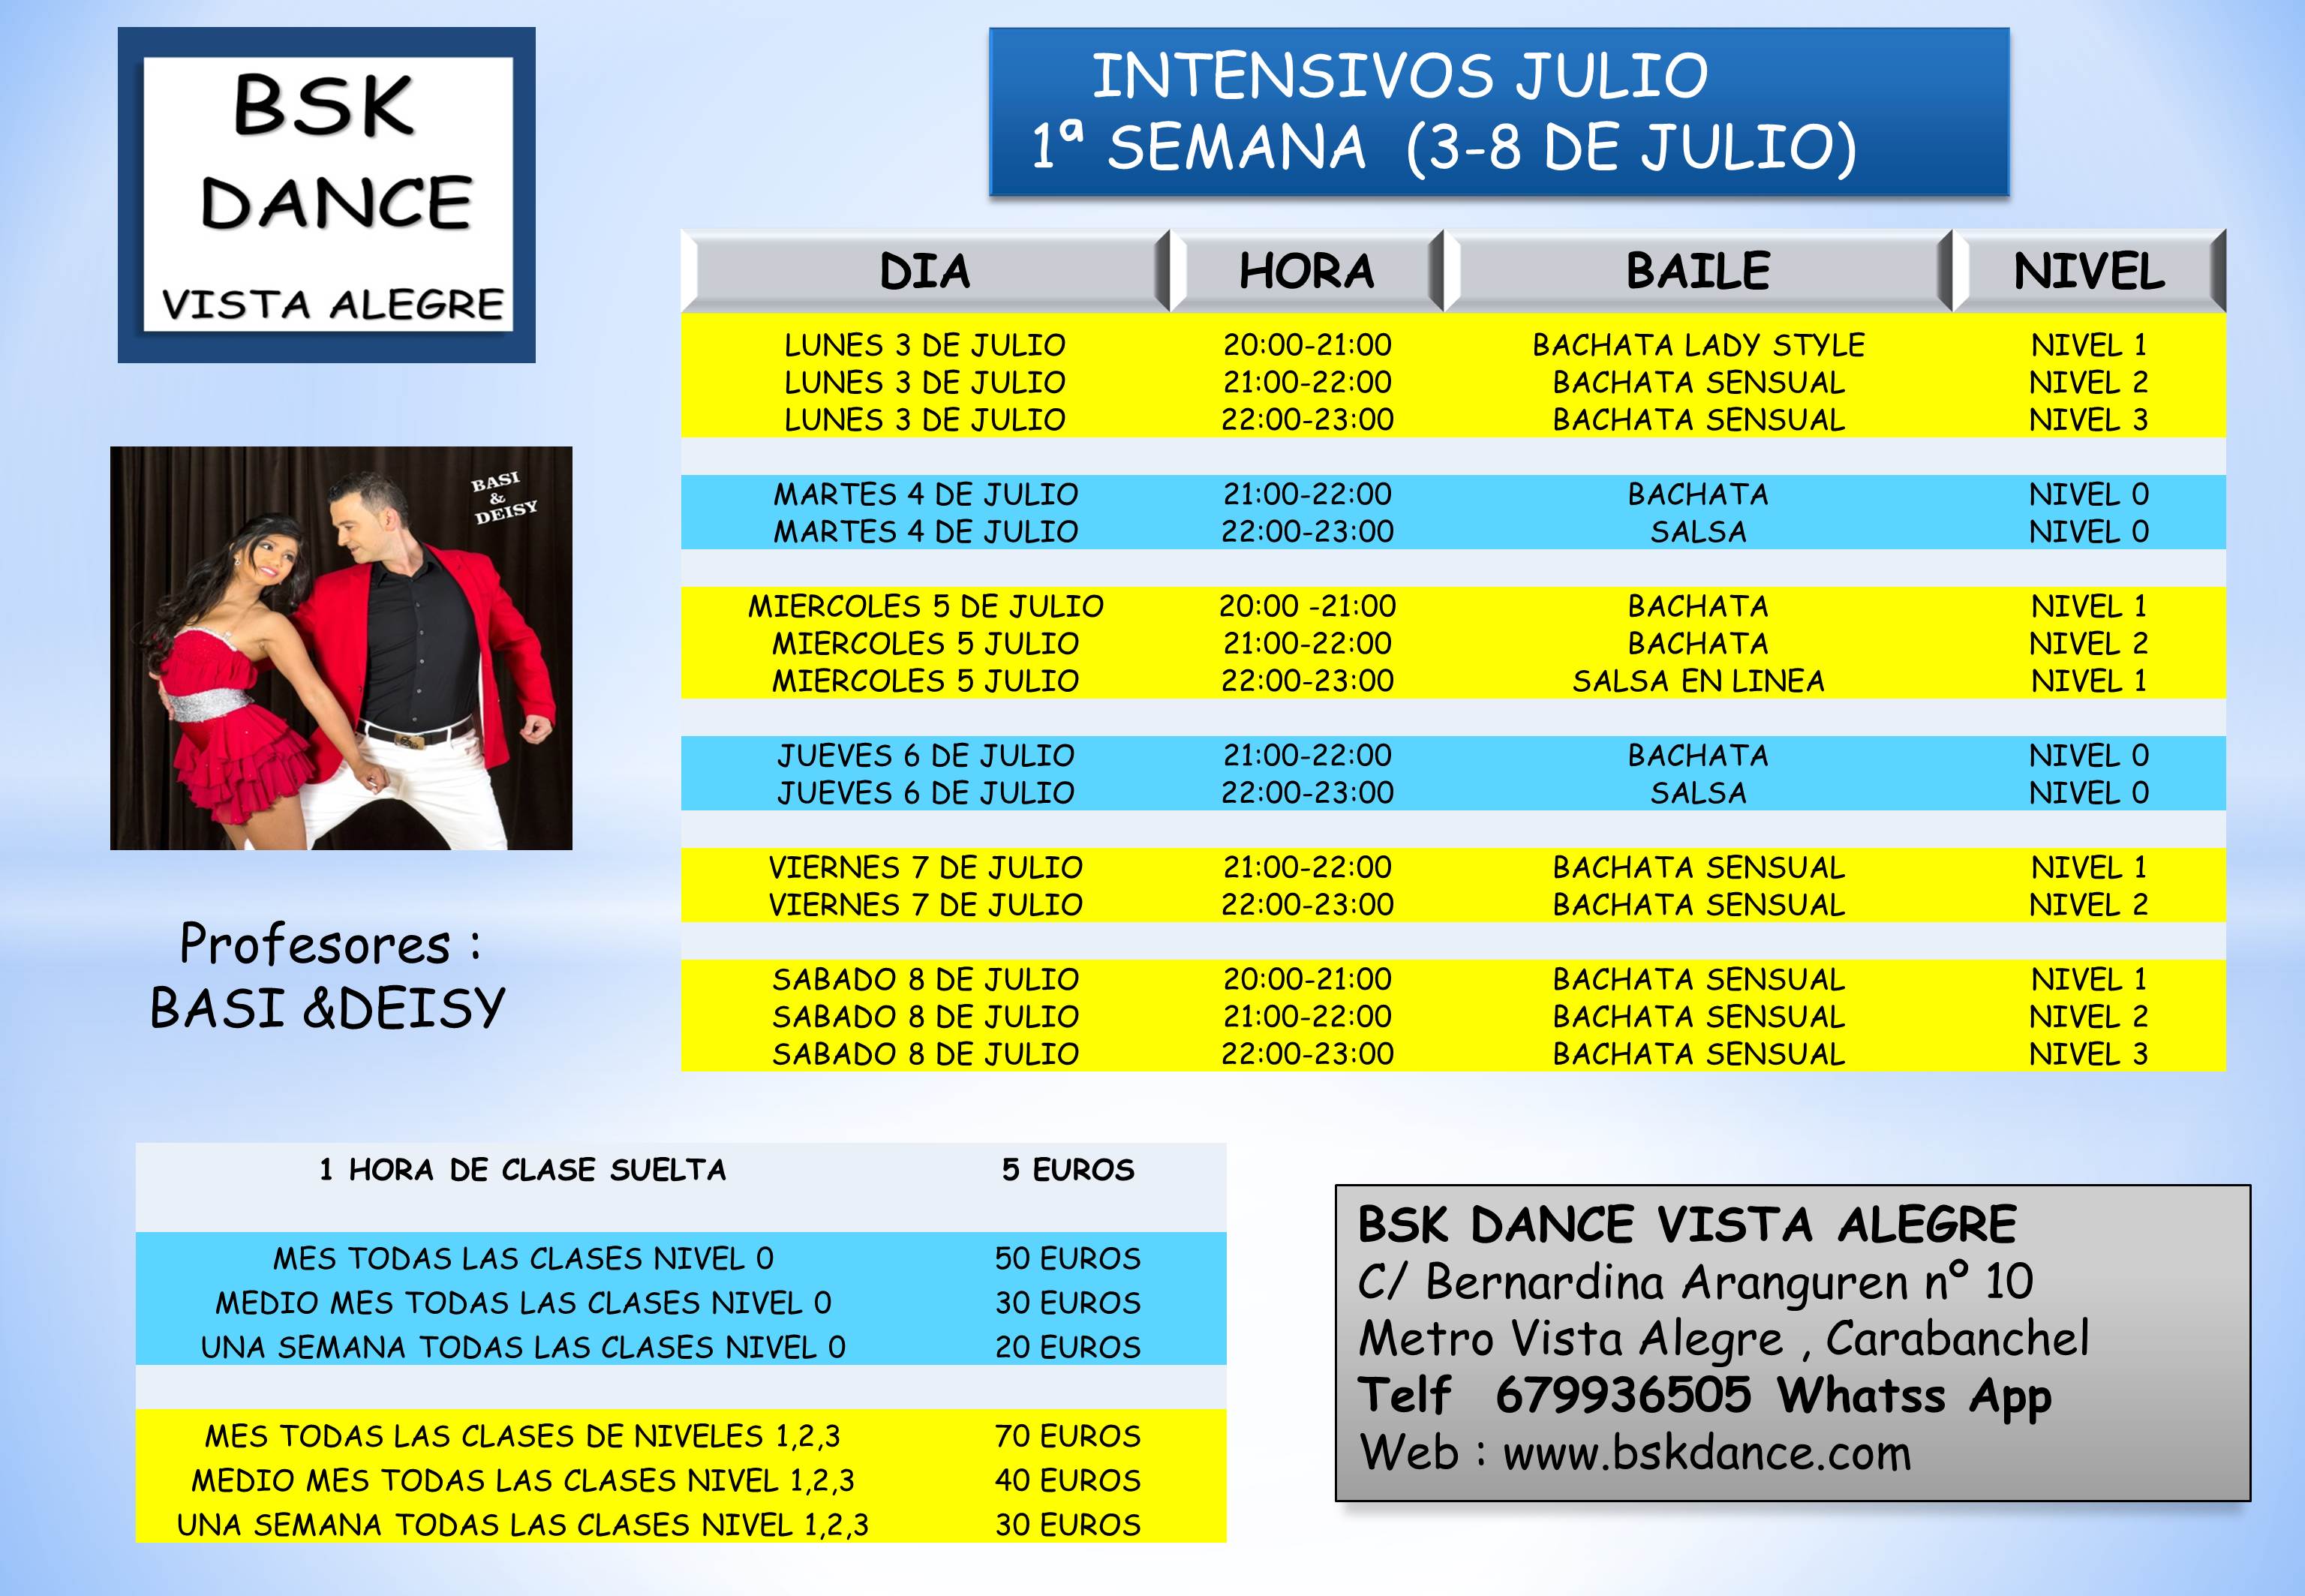 BSK
DANCE
VISTA ALEGRE
INTENSIVOS JULIO
1ª SEMANA (3-8 DE JULIO)
DIA HORA BAILE NIVEL
LUNES 3 DE JULIO 20:00-21:00 BACHATA LADY STYLE NIVEL 1
LUNES 3 DE JULIO 21:00-22:00 BACHATA SENSUAL NIVEL 2
LUNES 3 DE JULIO 22:00-23:00 BACHATA SENSUAL NIVEL 3
MARTES 4 DE JULIO 21:00-22:00 BACHATA NIVEL 0
MARTES 4 DE JULIO 22:00-23:00 SALSA NIVEL 0
MIERCOLES 5 DE JULIO 20:00 -21:00 BACHATA NIVEL 1
MIERCOLES 5 JULIO 21:00-22:00 BACHATA NIVEL 2
MIERCOLES 5 JULIO 22:00-23:00 SALSA EN LINEA NIVEL 1
JUEVES 6 DE JULIO 21:00-22:00 BACHATA NIVEL 0
JUEVES 6 DE JULIO 22:00-23:00 SALSA NIVEL 0
VIERNES 7 DE JULIO 21:00-22:00 BACHATA SENSUAL NIVEL 1
VIERNES 7 DE JULIO 22:00-23:00 BACHATA SENSUAL NIVEL 2
SABADO 8 DE JULIO 20:00-21:00 BACHATA SENSUAL NIVEL 1
SABADO 8 DE JULIO 21:00-22:00 BACHATA SENSUAL NIVEL 2
SABADO 8 DE JULIO 22:00-23:00 BACHATA SENSUAL NIVEL 3
BASI
&
DEISY
Profesores :
BASI &DEISY
1 HORA DE CLASE SUELTA 5 EUROS
MES TODAS LAS CLASES NIVEL 0 50 EUROS
MEDIO MES TODAS LAS CLASES NIVEL 0 30 EUROS
UNA SEMANA TODAS LAS CLASES NIVEL 0 20 EUROS
MES TODAS LAS CLASES DE NIVELES 1,2,3 70 EUROS
MEDIO MES TODAS LAS CLASES NIVEL 1,2,3 40 EUROS
UNA SEMANA TODAS LAS CLASES NIVEL 1,2,3 30 EUROS
BSK DANCE VISTA ALEGRE
C/ Bernardina Aranguren nº 10
Metro Vista Alegre , Carabanchel
Telf 679936505 Whatss App
Web : www.bskdance.com